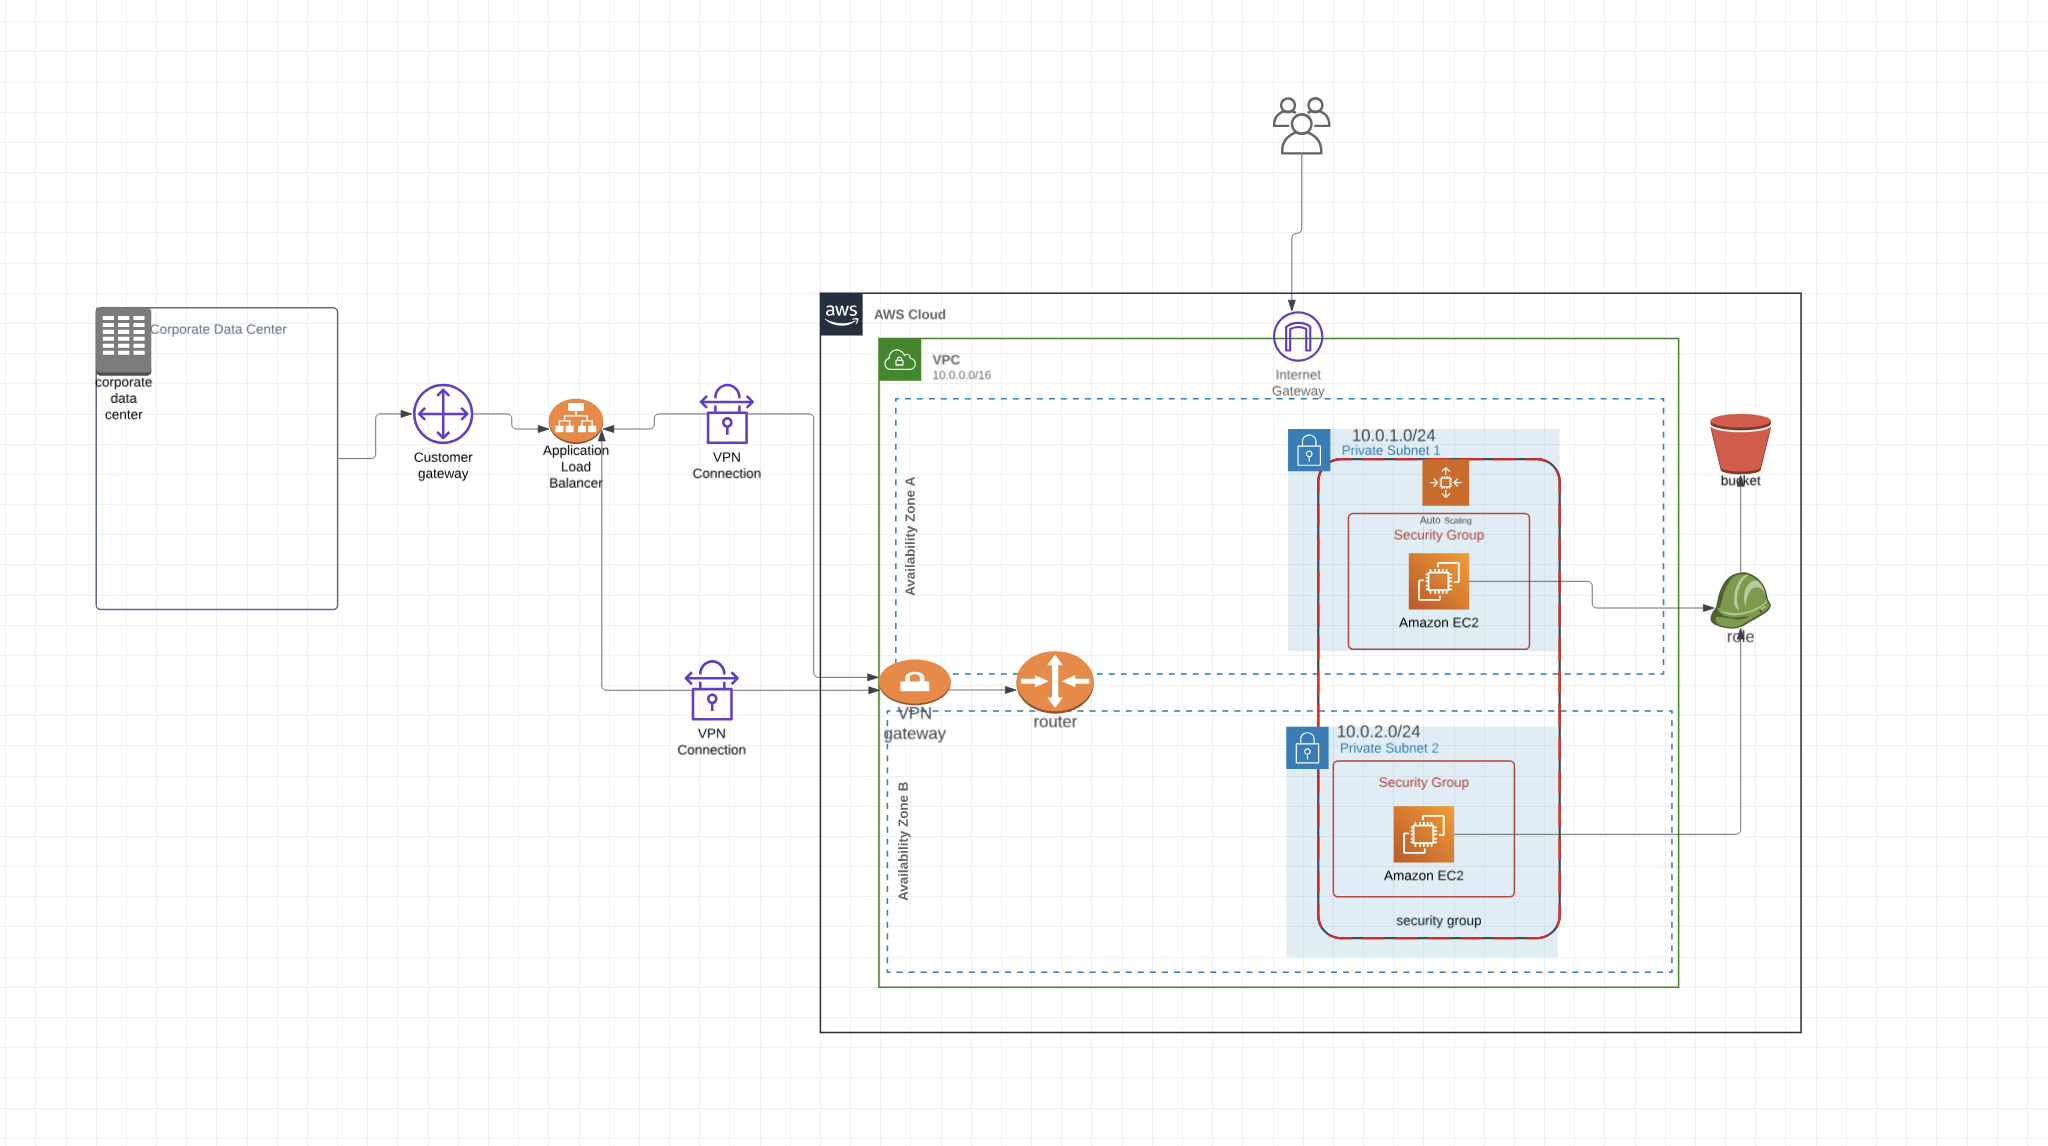 aws
AWS Cloud
Corporate Data Center
corporate
data
center
VPC
10.0.0.0/16
Internet
Gateway
Customer
gateway
Application
Load
Balancer
VPN
Connection
Availability Zone A
10.0.1.0/24
Private Subnet 1
Auto Scaling
Security Group
Amazon EC2
bucket
role
VPN
Connection
VPN
gateway
router
Availability Zone B
10.0.2.0/24
Private Subnet 2
Security Group
Amazon EC2
security group